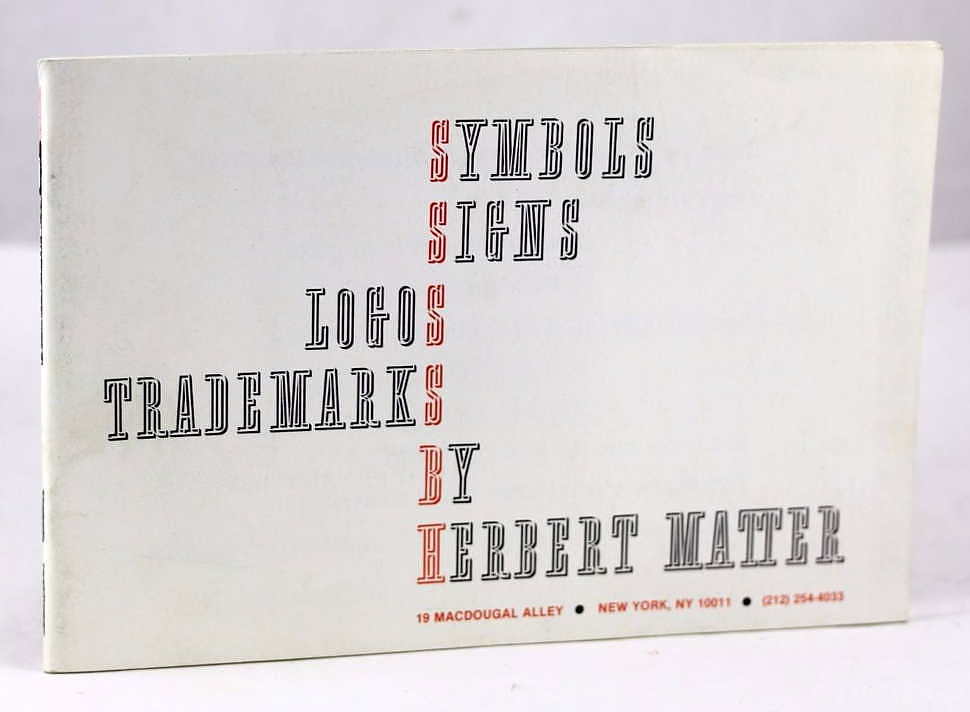 SYMBOLS
SIGNS
LOGOS
TRADEMARKS
BY
HERBERT MATTER
19 MACDOUGAL ALLEY ● NEW YORK, NY 10011 ● (212) 254-4033